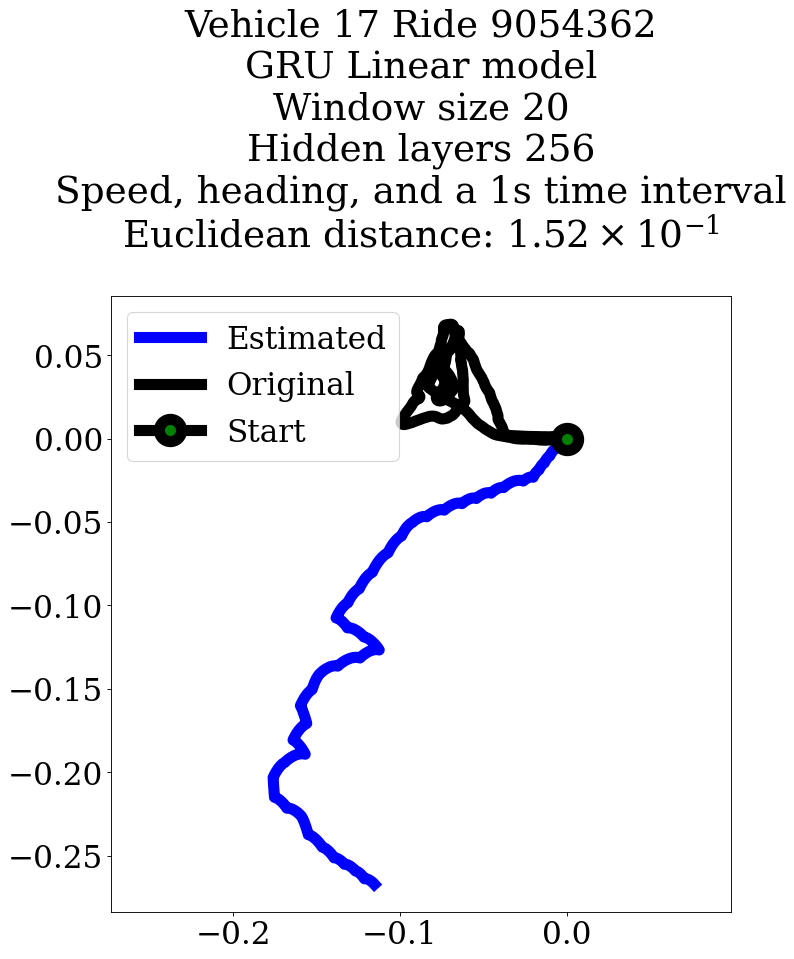 Vehicle 17 Ride 9054362
GRU Linear model
Window size 20
Hidden layers 256
Speed, heading, and a 1s time interval
Euclidean distance: 1.52 × 10⁻¹
Estimated
Original
Start
0.05
0.00
−0.05
−0.10
−0.15
−0.20
−0.25
−0.2
−0.1
0.0